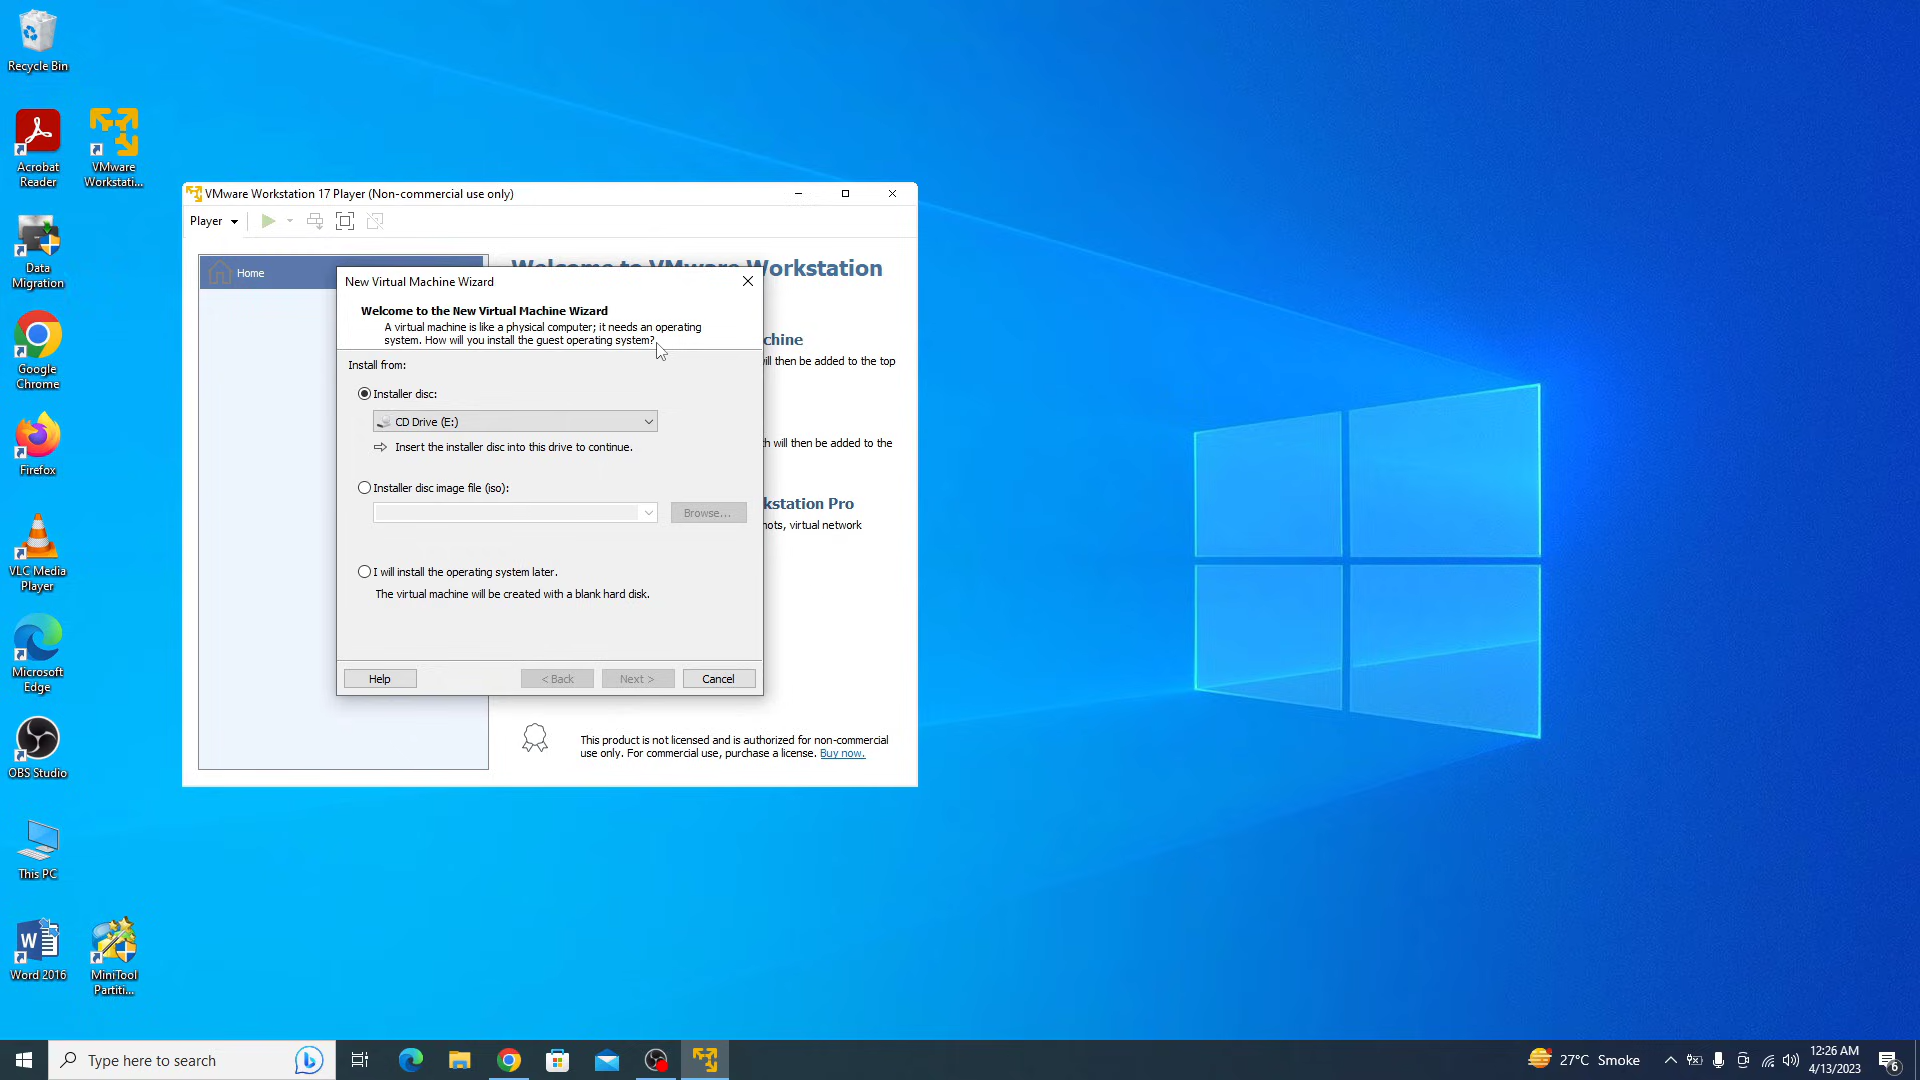 Recycle Bin
Acrobat
Reader
VMware
Workstati...
Data
Migration
Google
Chrome
Firefox
VLC Media
Player
Microsoft
Edge
OBS Studio
This PC
Word 2016
MiniTool
Partiti...
VMware Workstation 17 Player (Non-commercial use only)
Player
Home
Welcome to VMware Workstation
chine
ill then be added to the top
ch will then be added to the
kstation Pro
hots, virtual network
New Virtual Machine Wizard
Welcome to the New Virtual Machine Wizard
A virtual machine is like a physical computer; it needs an operating
system. How will you install the guest operating system?
Install from:
Installer disc:
CD Drive (E:)
Insert the installer disc into this drive to continue.
Installer disc image file (iso):
Browse...
I will install the operating system later.
The virtual machine will be created with a blank hard disk.
Help
< Back
Next >
Cancel
This product is not licensed and is authorized for non-commercial
use only. For commercial use, purchase a license. Buy now.
Type here to search
27°C Smoke
12:26 AM
4/13/2023
6